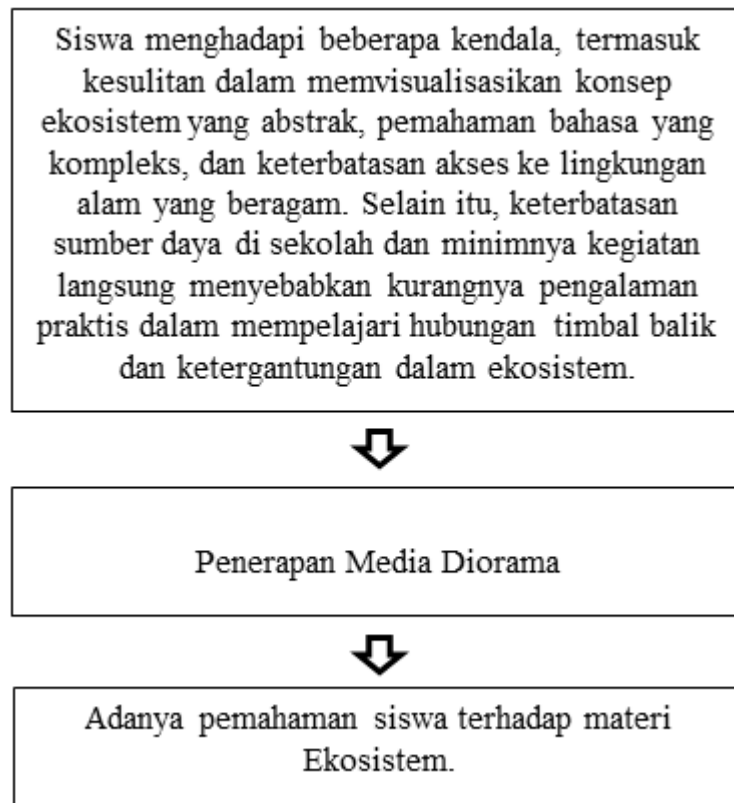 Siswa menghadapi beberapa kendala, termasuk
kesulitan dalam memvisualisasikan konsep
ekosistem yang abstrak, pemahaman bahasa yang
kompleks, dan keterbatasan akses ke lingkungan
alam yang beragam. Selain itu, keterbatasan
sumber daya di sekolah dan minimnya kegiatan
langsung menyebabkan kurangnya pengalaman
praktis dalam mempelajari hubungan timbal balik
dan ketergantungan dalam ekosistem.
Penerapan Media Diorama
Adanya pemahaman siswa terhadap materi
Ekosistem.